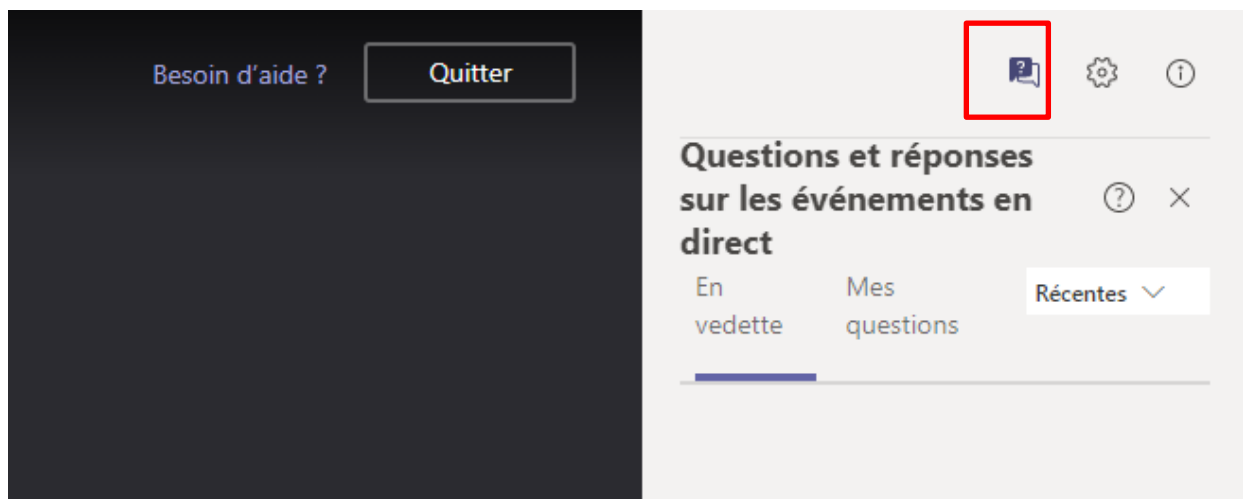 Besoin d'aide ?
Quitter
Questions et réponses
sur les événements en
direct
En
vedette
Mes
questions
Récentes